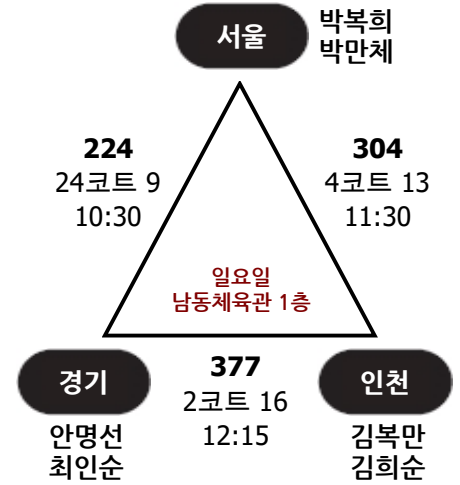 서울
박복희
박만체
224
24코트 9
10:30
304
4코트 13
11:30
일요일
남동체육관 1층
경기
안명선
최인순
377
2코트 16
12:15
인천
김복만
김희순